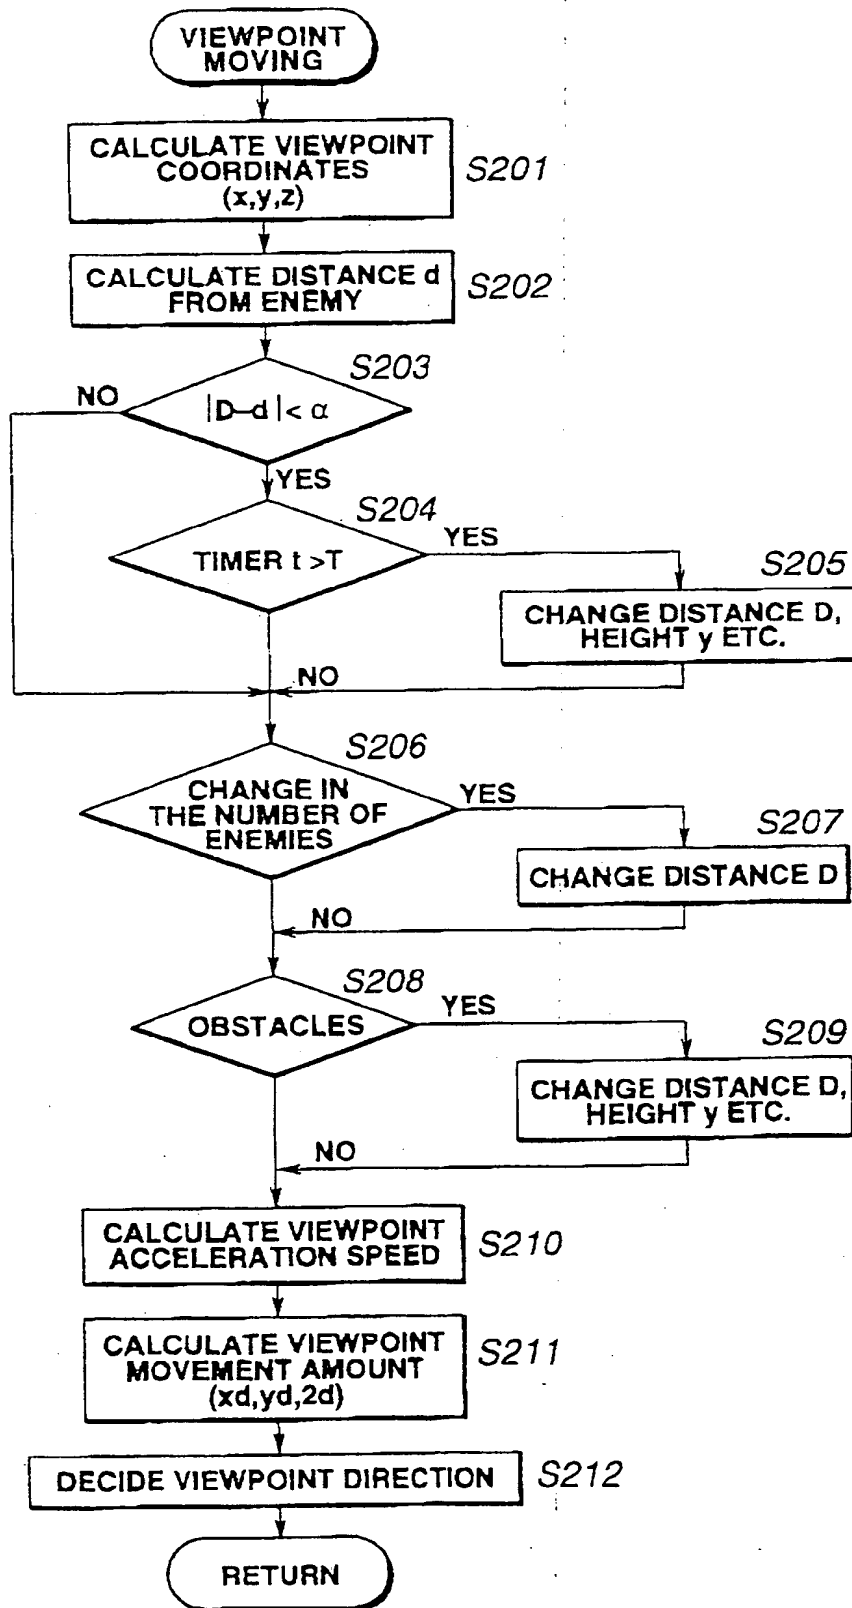 VIEWPOINT
MOVING
CALCULATE VIEWPOINT
COORDINATES
(x,y,z)
S201
CALCULATE DISTANCE d
FROM ENEMY
S202
S203
NO
|D-d|< α
YES
S204
TIMER t >T
YES
S205
CHANGE DISTANCE D,
HEIGHT y ETC.
NO
S206
CHANGE IN
THE NUMBER OF
ENEMIES
YES
S207
CHANGE DISTANCE D
NO
S208
OBSTACLES
YES
S209
CHANGE DISTANCE D,
HEIGHT y ETC.
NO
CALCULATE VIEWPOINT
ACCELERATION SPEED
S210
CALCULATE VIEWPOINT
MOVEMENT AMOUNT
(xd,yd,2d)
S211
DECIDE VIEWPOINT DIRECTION
S212
RETURN